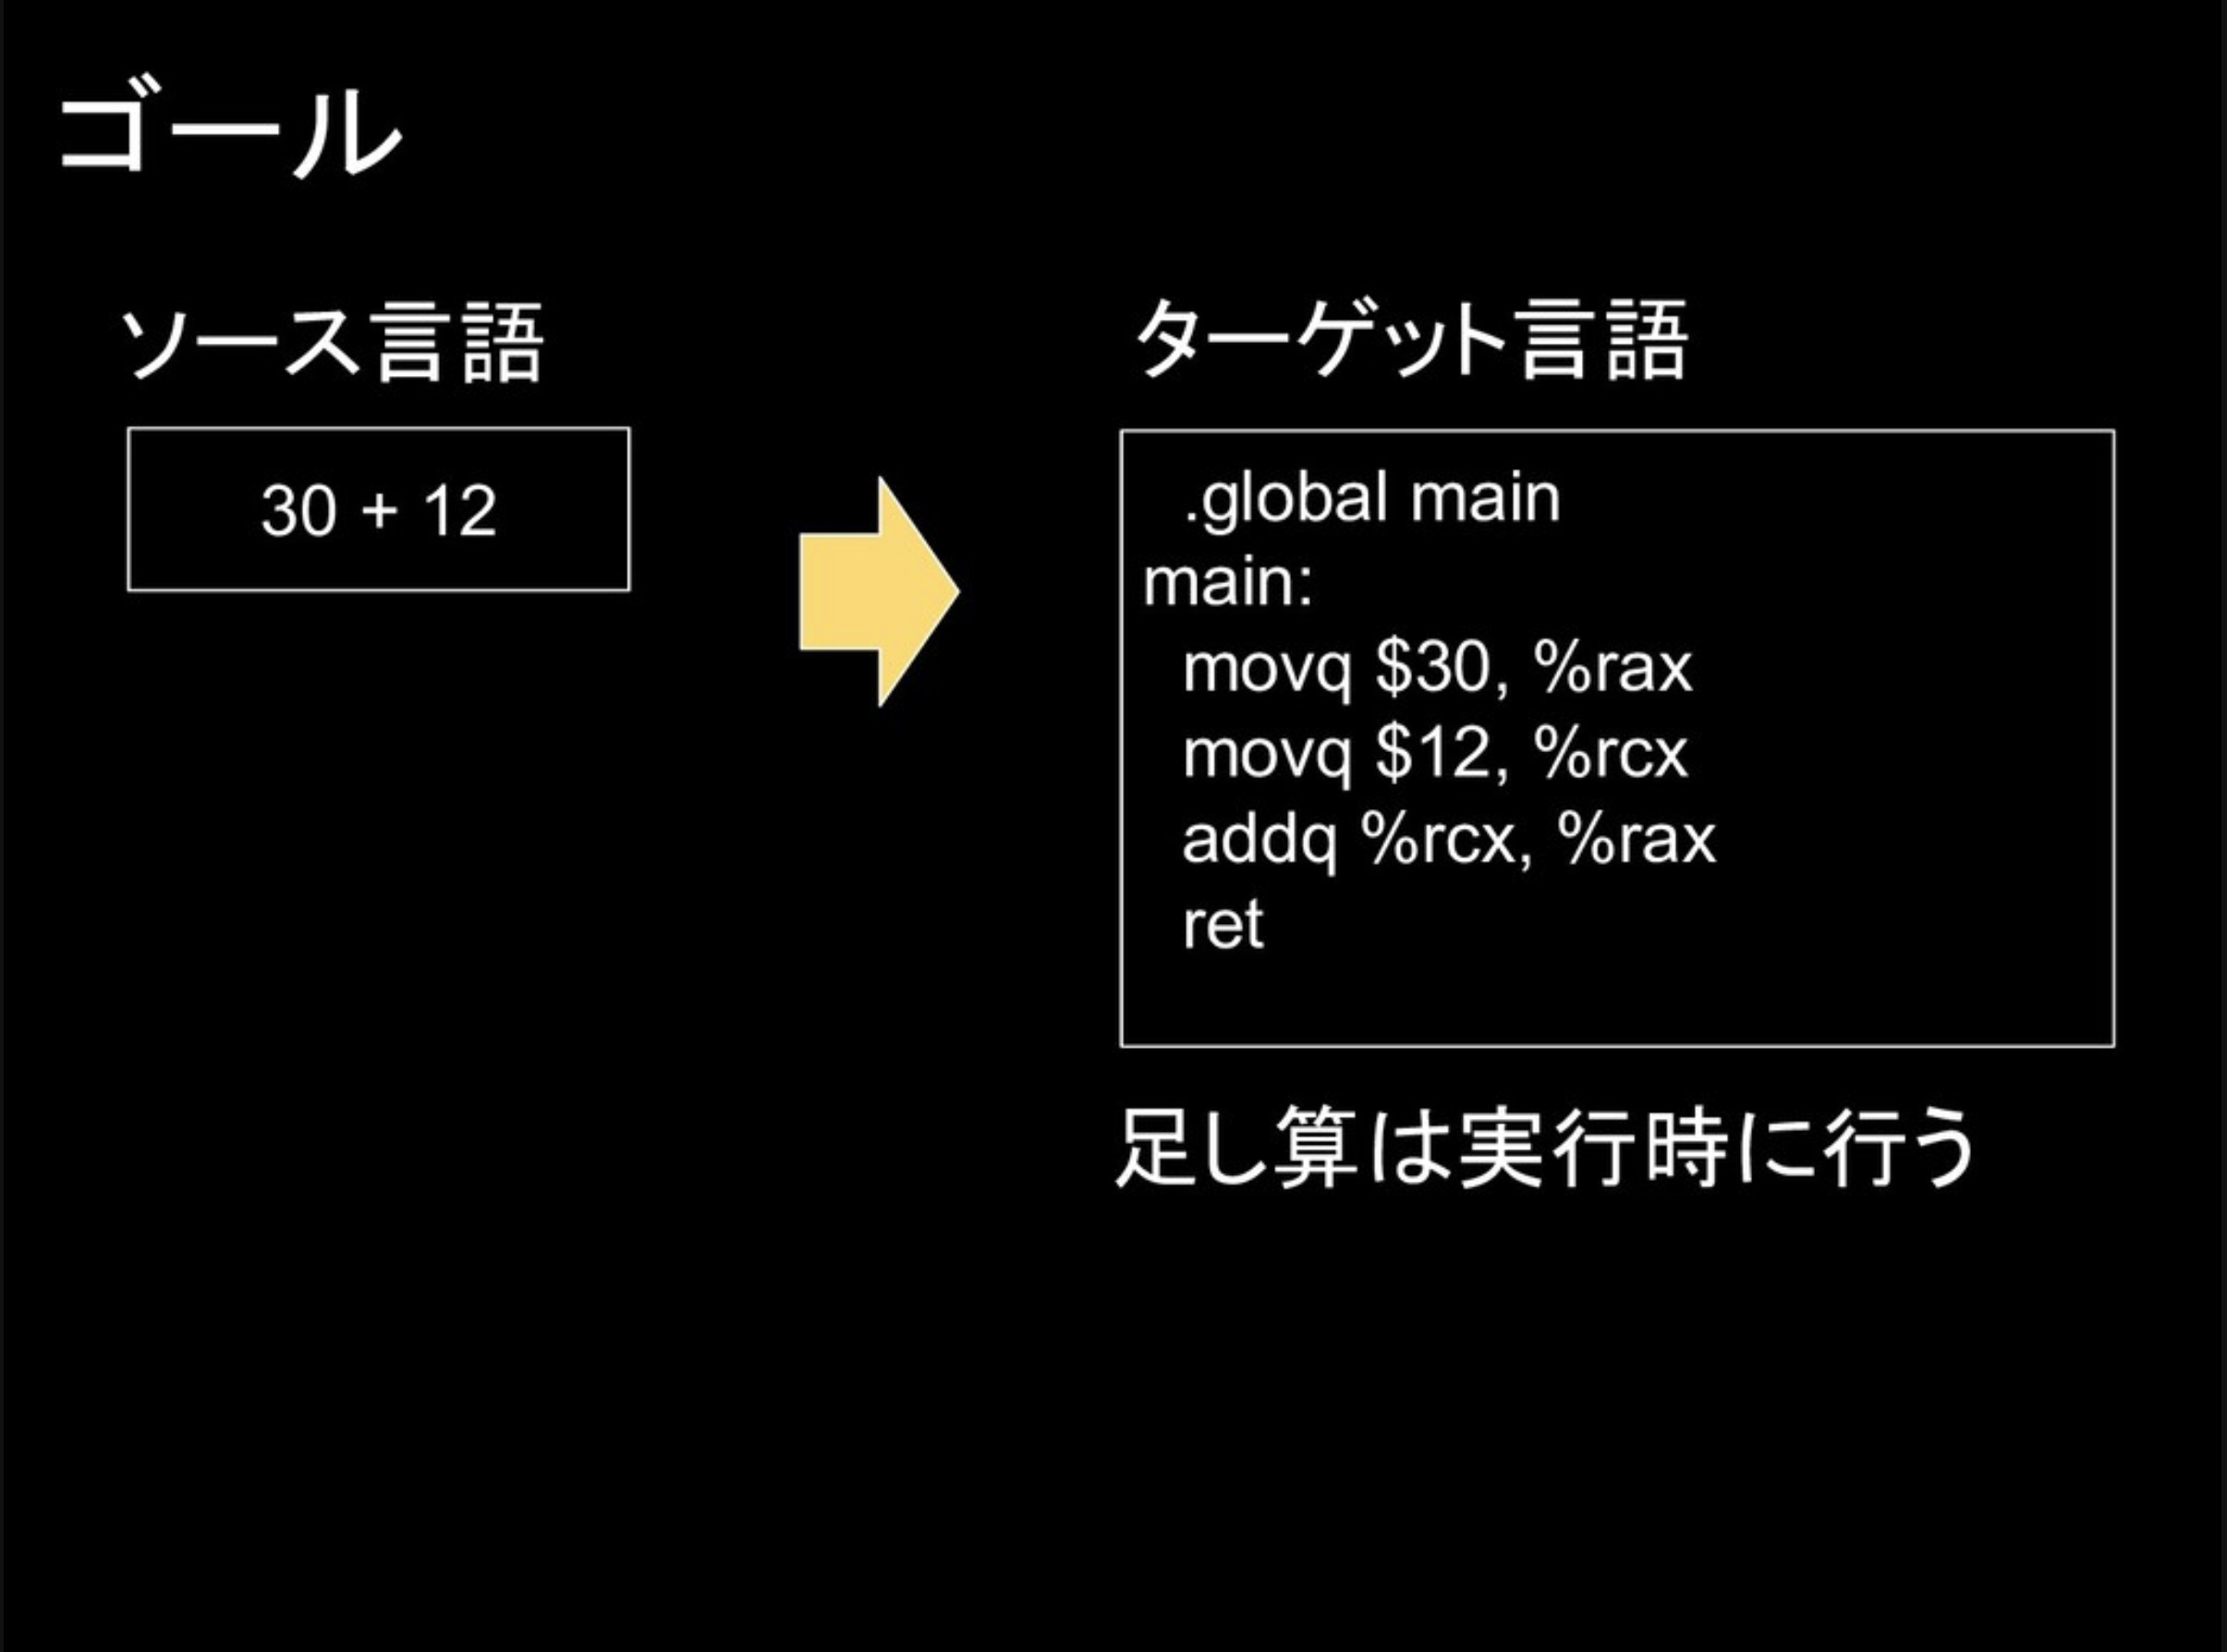 ゴール
ソース言語
30 + 12
ターゲット言語
.global main
main:
movq $30, %rax
movq $12, %rcx
addq %rcx, %rax
ret
足し算は実行時に行う